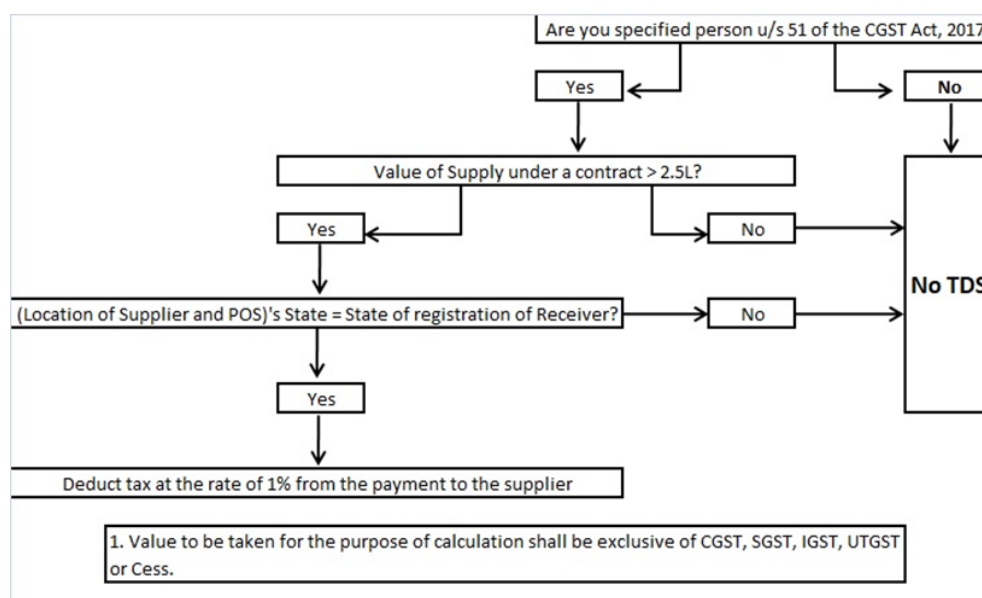 Are you specified person u/s 51 of the CGST Act, 2017
Yes
No
Value of Supply under a contract > 2.5L?
Yes
No
No TDS
(Location of Supplier and POS)'s State = State of registration of Receiver?
No
Yes
Deduct tax at the rate of 1% from the payment to the supplier
1. Value to be taken for the purpose of calculation shall be exclusive of CGST, SGST, IGST, UTGST
or Cess.